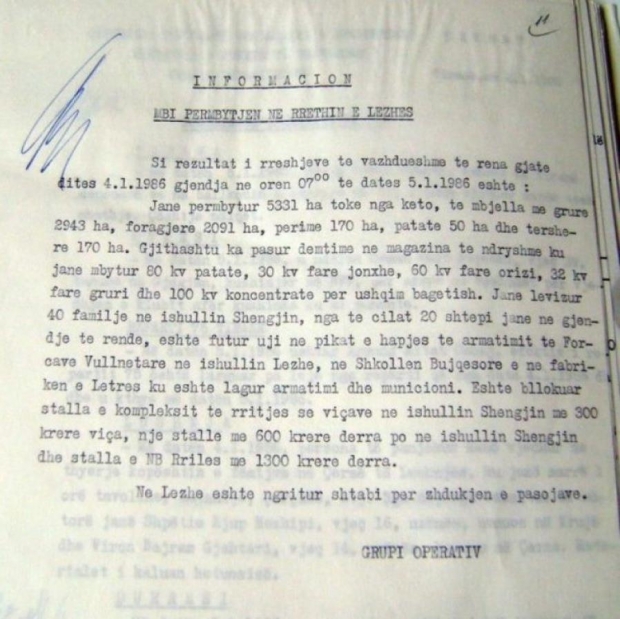 11
INFORMACION
MBI PERMBYTJEN NE RRETHIN E LEZHES
Si rezultat i rreshjeve te vazhdueshme te rena gjate
dites 4.1.1986 gjendja ne oren 07⁰⁰ te dates 5.1.1986 eshte :
Jane permbytur 5331 ha toke nga keto, te mbjella me grure
2943 ha, foragjere 2091 ha, perime 170 ha, patate 50 ha dhe tershe-
re 170 ha. Gjithashtu ka pasur demtime ne magazina te ndryshme ku
jane mbytur 80 kv patate, 30 kv fare jonxhe, 60 kv fare orizi, 32 kv
fare gruri dhe 100 kv koncentrate per ushqim bagetish. Jane levizur
40 familje ne ishullin Shengjin, nga te cilat 20 shtepi jane ne gjen-
dje te rende, eshte futur uji ne pikat e hapjes te armatimit te For-
cave Vullnetare ne ishullin Lezhe, ne Shkollen Bujqesore e ne fabri-
ken e Letres ku eshte lagur armatimi dhe municioni. Eshte bllokuar
stalla e kompleksit te rritjes se viçave ne ishullin Shengjin me 300
krere viça, nje stalle me 600 krere derra po ne ishullin Shengjin
dhe stalla e NB Rriles me 1300 krere derra.
Ne Lezhe eshte ngritur shtabi per zhdukjen e pasojave.
GRUPI OPERATIV